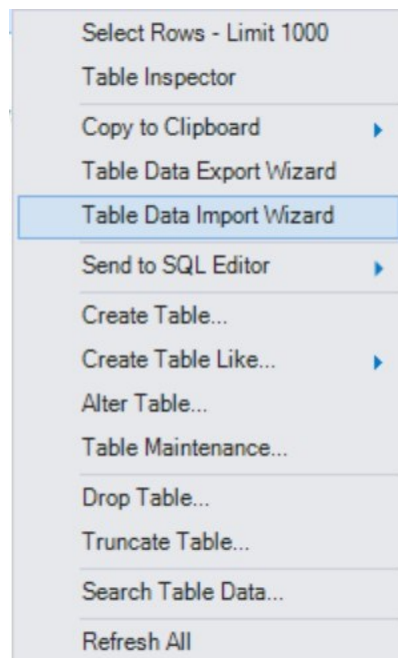 Select Rows - Limit 1000
Table Inspector
Copy to Clipboard
Table Data Export Wizard
Table Data Import Wizard
Send to SQL Editor
Create Table...
Create Table Like...
Alter Table...
Table Maintenance...
Drop Table...
Truncate Table...
Search Table Data...
Refresh All